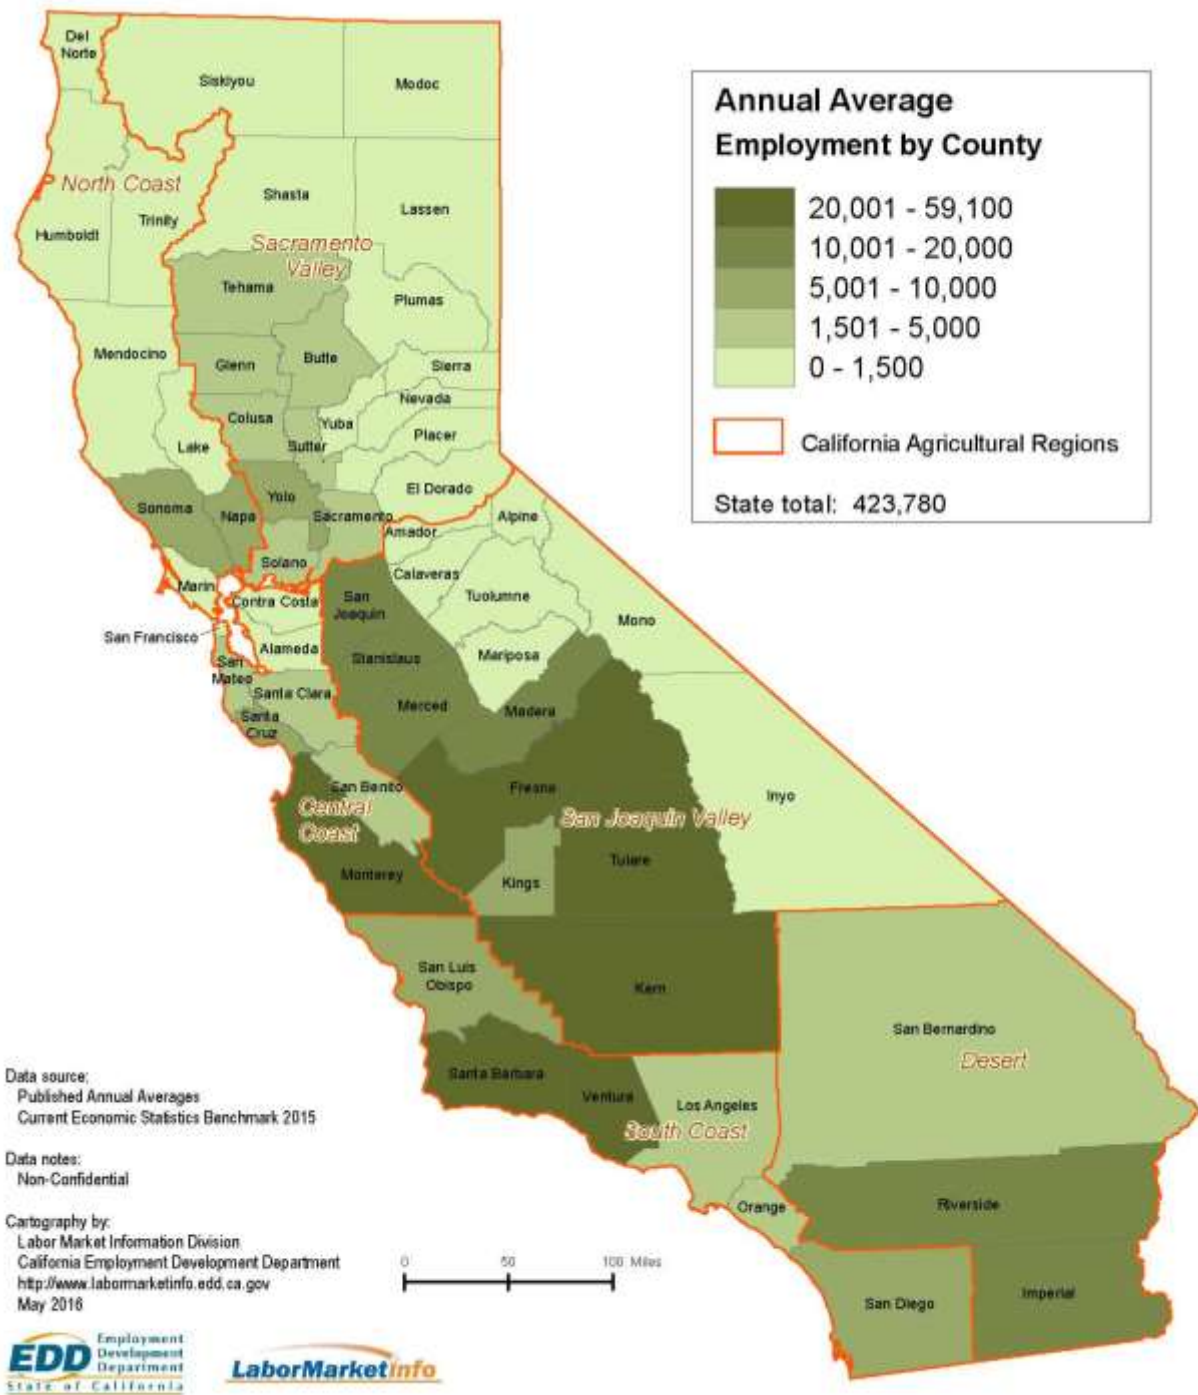 Del
Norte
Siskiyou
Modoc
North Coast
Shasta
Lassen
Humboldt
Trinity
Sacramento
Valley
Tehama
Plumas
Mendocino
Glenn
Butte
Sierra
Nevada
Colusa
Yuba
Placer
Lake
Sutter
El Dorado
Sonoma
Napa
Yolo
Sacramento
Alpine
Amador
Solano
Calaveras
Marin
Contra Costa
San
Joaquin
Tuolumne
Mono
San Francisco
Alameda
Stanislaus
Mariposa
San
Mateo
Santa Clara
Merced
Madera
Santa
Cruz
San Benito
Fresno
Inyo
Central
Coast
San Joaquin Valley
Monterey
Kings
Tulare
San Luis
Obispo
Kern
San Bernardino
Desert
Santa Barbara
Ventura
Los Angeles
South Coast
Orange
Riverside
San Diego
Imperial
Annual Average
Employment by County
20,001 - 59,100
10,001 - 20,000
5,001 - 10,000
1,501 - 5,000
0 - 1,500
California Agricultural Regions
State total: 423,780
Data source:
Published Annual Averages
Current Economic Statistics Benchmark 2015
Data notes:
Non-Confidential
Cartography by:
Labor Market Information Division
California Employment Development Department
http://www.labormarketinfo.edd.ca.gov
May 2016
0 50 100 Miles
EDD Employment
Development
Department
State of California
LaborMarketinfo